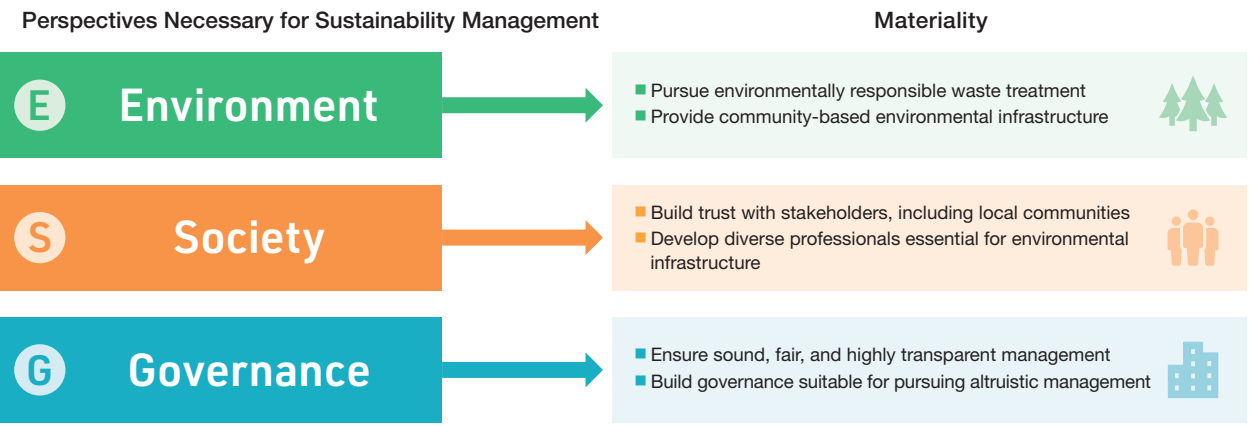 Perspectives Necessary for Sustainability Management
Materiality
E
Environment
■ Pursue environmentally responsible waste treatment
■ Provide community-based environmental infrastructure
S
Society
■ Build trust with stakeholders, including local communities
■ Develop diverse professionals essential for environmental
infrastructure
G
Governance
■ Ensure sound, fair, and highly transparent management
■ Build governance suitable for pursuing altruistic management